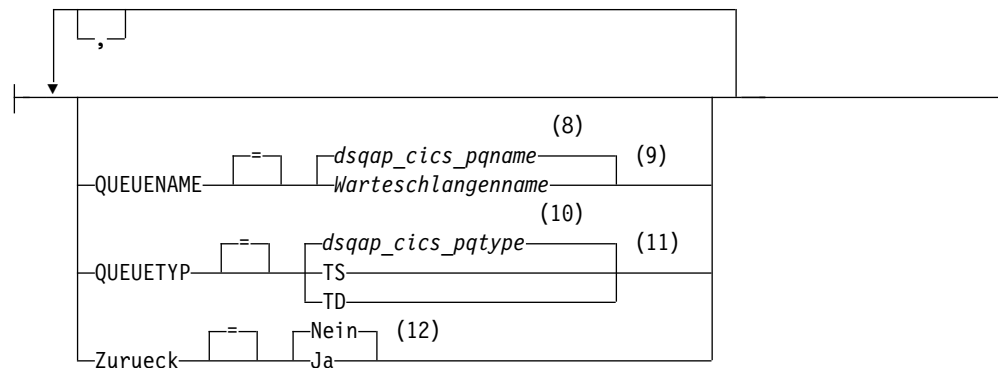 ,
(8)
= dsqap_cics_pqname (9)
QUEUENAME Warteschlangenname
(10)
= dsqap_cics_pqtype (11)
QUEUETYP TS
TD
= Nein (12)
Zurueck Ja